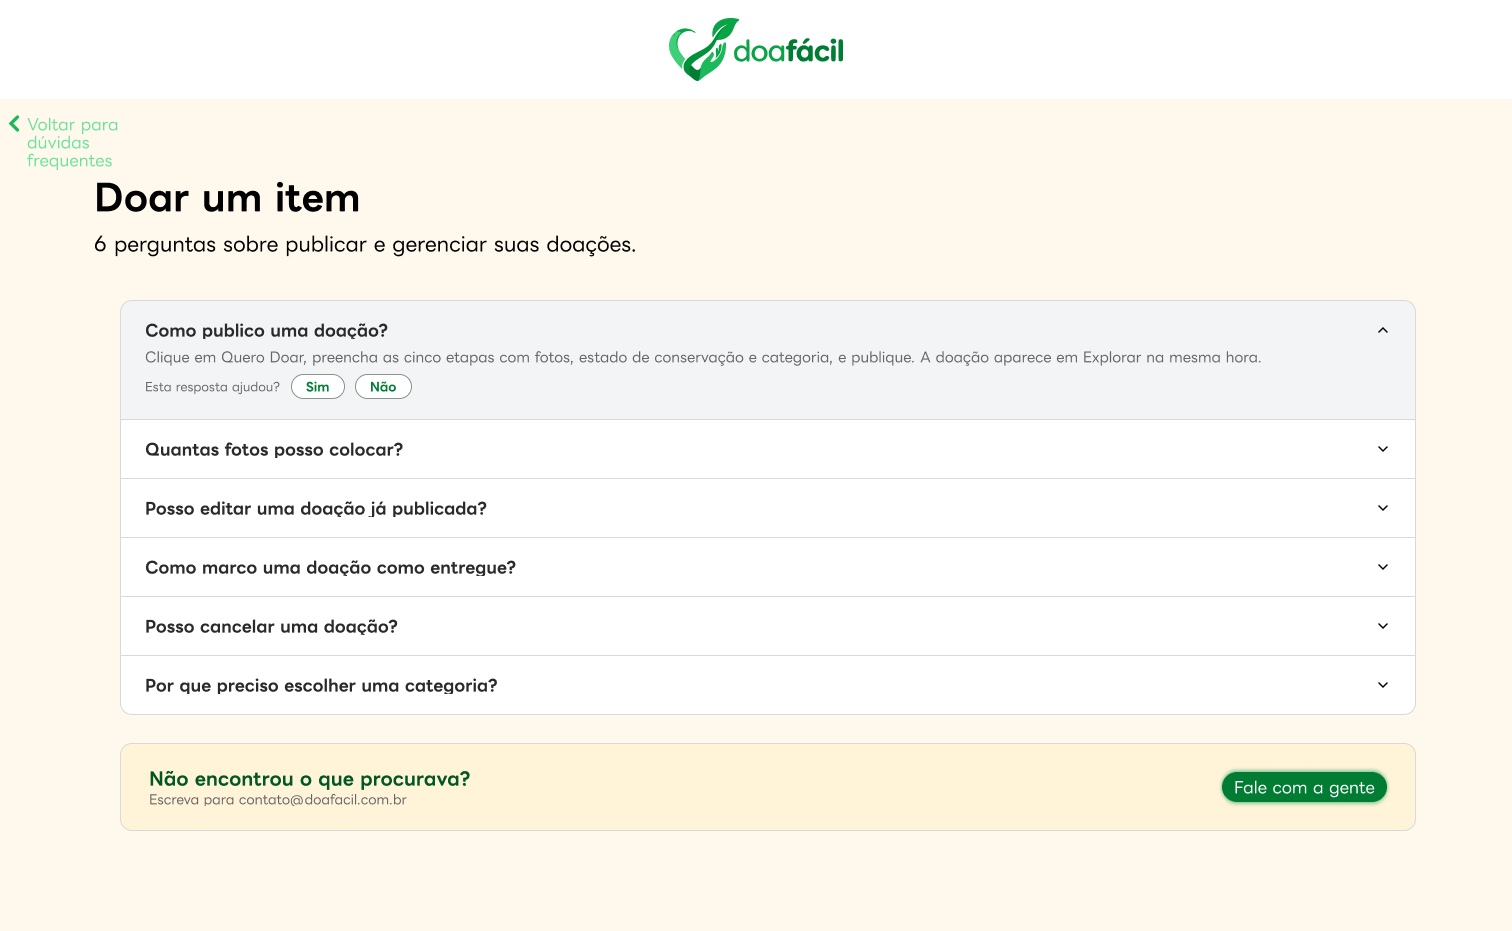 doafácil
Voltar para
dúvidas
frequentes
Doar um item
6 perguntas sobre publicar e gerenciar suas doações.
Como publico uma doação?
Clique em Quero Doar, preencha as cinco etapas com fotos, estado de conservação e categoria, e publique. A doação aparece em Explorar na mesma hora.
Esta resposta ajudou? Sim Não
Quantas fotos posso colocar?
Posso editar uma doação já publicada?
Como marco uma doação como entregue?
Posso cancelar uma doação?
Por que preciso escolher uma categoria?
Não encontrou o que procurava?
Escreva para contato@doafacil.com.br
Fale com a gente